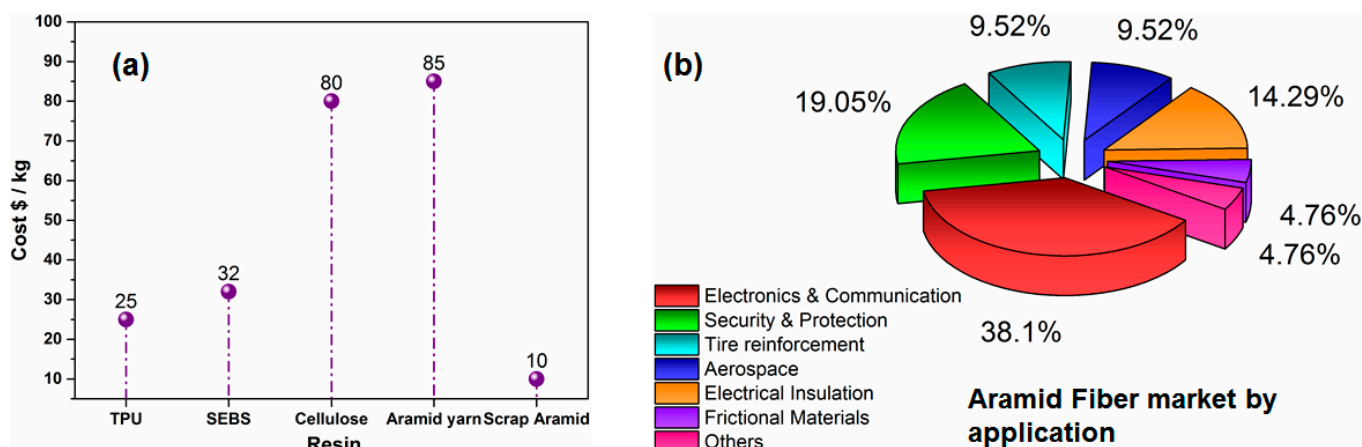 (a)
Cost $ / kg
100
90
80
70
60
50
40
30
20
10
25
32
80
85
10
TPU
SEBS
Cellulose
Aramid yarn
Scrap Aramid
Resin
(b)
9.52%
9.52%
19.05%
14.29%
4.76%
4.76%
38.1%
Electronics & Communication
Security & Protection
Tire reinforcement
Aerospace
Electrical Insulation
Frictional Materials
Others
Aramid Fiber market by
application